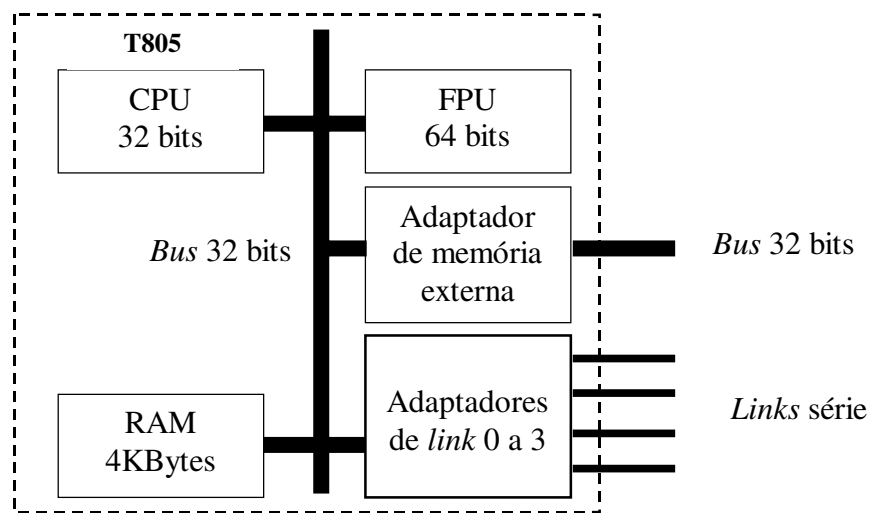 T805
CPU
32 bits
FPU
64 bits
Bus 32 bits
Adaptador
de memória
externa
Bus 32 bits
RAM
4KBytes
Adaptadores
de link 0 a 3
Links série